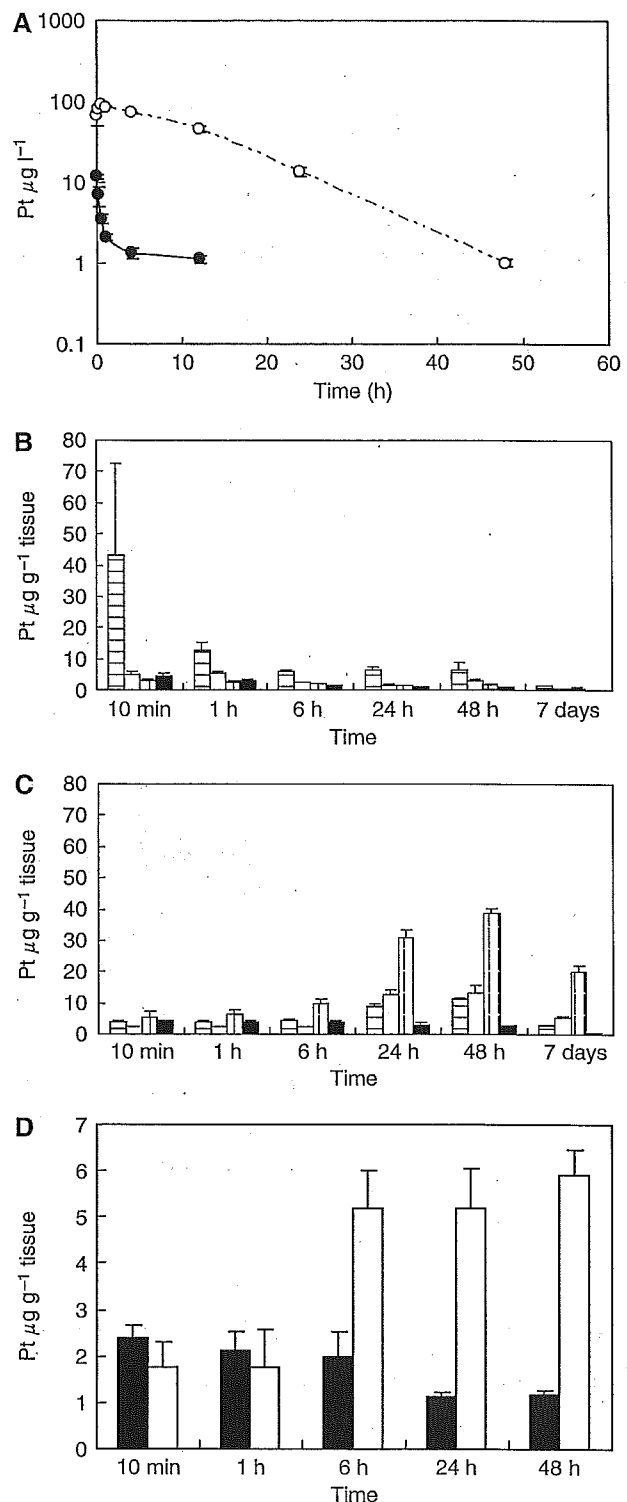 A
1000
100
10
1
0.1
Pt µg l⁻¹
0 10 20 30 40 50 60
Time (h)
B
80
70
60
50
40
30
20
10
0
Pt µg g⁻¹ tissue
10 min 1 h 6 h 24 h 48 h 7 days
Time
C
80
70
60
50
40
30
20
10
0
Pt µg g⁻¹ tissue
10 min 1 h 6 h 24 h 48 h 7 days
Time
D
7
6
5
4
3
2
1
0
Pt µg g⁻¹ tissue
10 min 1 h 6 h 24 h 48 h
Time